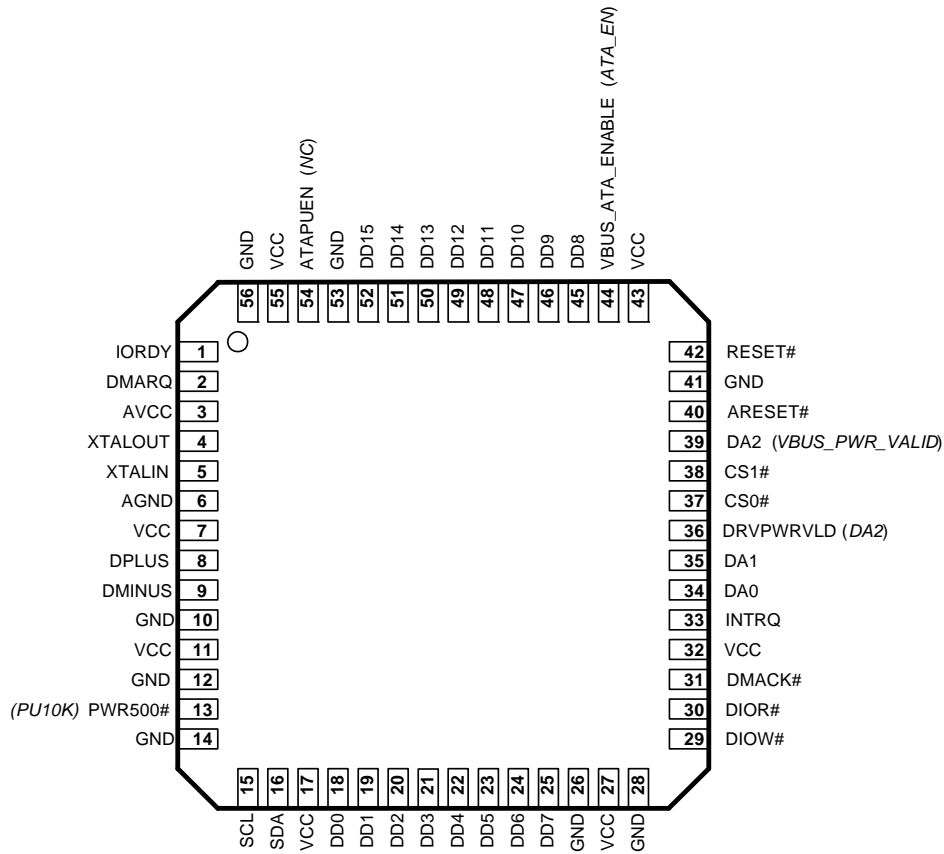 GND
VCC
ATAPUEN (NC)
GND
DD15
DD14
DD13
DD12
DD11
DD10
DD9
DD8
VBUS_ATA_ENABLE (ATA_EN)
VCC
56
55
54
53
52
51
50
49
48
47
46
45
44
43
IORDY 1
DMARQ 2
AVCC 3
XTALOUT 4
XTALIN 5
AGND 6
VCC 7
DPLUS 8
DMINUS 9
GND 10
VCC 11
GND 12
(PU10K) PWR500# 13
GND 14
42 RESET#
41 GND
40 ARESET#
39 DA2 (VBUS_PWR_VALID)
38 CS1#
37 CS0#
36 DRVPWRVLD (DA2)
35 DA1
34 DA0
33 INTRQ
32 VCC
31 DMACK#
30 DIOR#
29 DIOW#
15
16
17
18
19
20
21
22
23
24
25
26
27
28
SCL
SDA
VCC
DD0
DD1
DD2
DD3
DD4
DD5
DD6
DD7
GND
VCC
GND